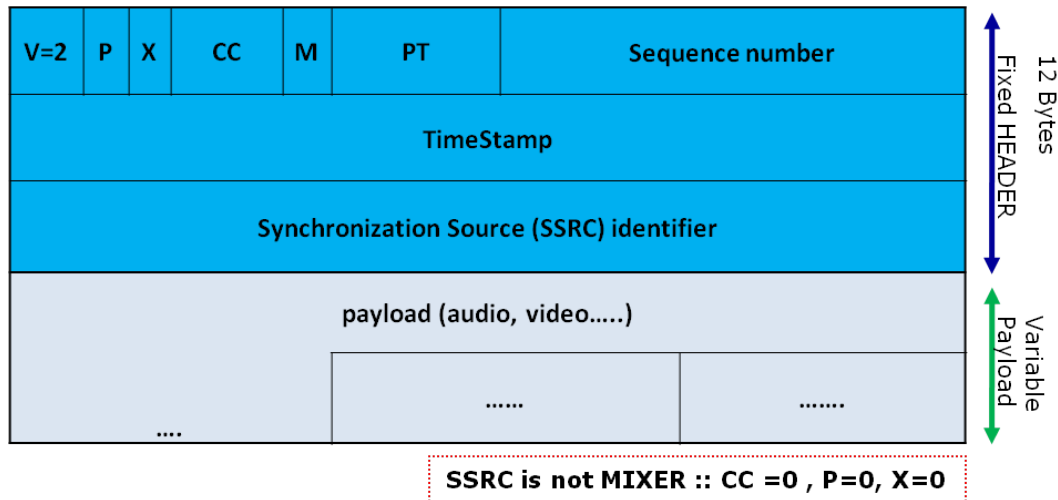 V=2 P X CC M PT Sequence number
TimeStamp
Synchronization Source (SSRC) identifier
12 Bytes
Fixed HEADER
payload (audio, video…..)
…… …….
….
Variable
Payload
SSRC is not MIXER :: CC =0 , P=0, X=0